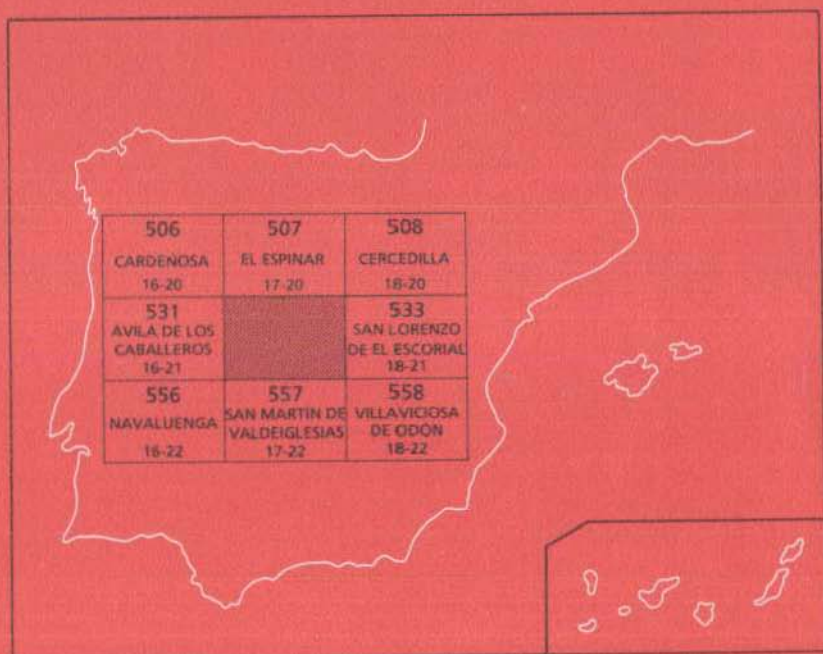 506
CARDEÑOSA
16-20
507
EL ESPINAR
17-20
508
CERCEDILLA
18-20
531
AVILA DE LOS
CABALLEROS
16-21
533
SAN LORENZO
DE EL ESCORIAL
18-21
556
NAVALUENGA
16-22
557
SAN MARTIN DE
VALDEIGLESIAS
17-22
558
VILLAVICIOSA
DE ODON
18-22